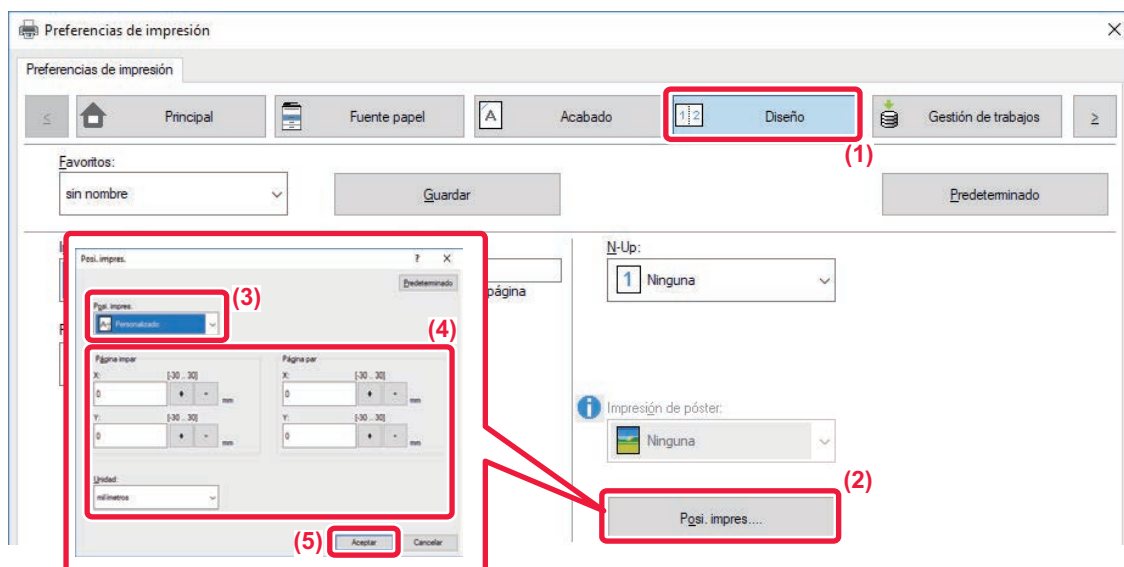 Preferencias de impresión
Preferencias de impresión
< Principal Fuente papel A Acabado 1 2 Diseño Gestión de trabajos >
(1)
Favoritos:
sin nombre Guardar Predeterminado
N-Up:
1 Ninguna
página
Posi. impres. ? X
Predeterminado
(3)
Posi. impres.
Personalizado
(4)
Página impar Página par
X: [-30 .. 30] X: [-30 .. 30]
0 + - mm 0 + - mm
Y: [-30 .. 30] Y: [-30 .. 30]
0 + - mm 0 + - mm
Unidad:
milímetros
(5) Aceptar Cancelar
Impresión de póster:
Ninguna
(2)
Posi. impres....